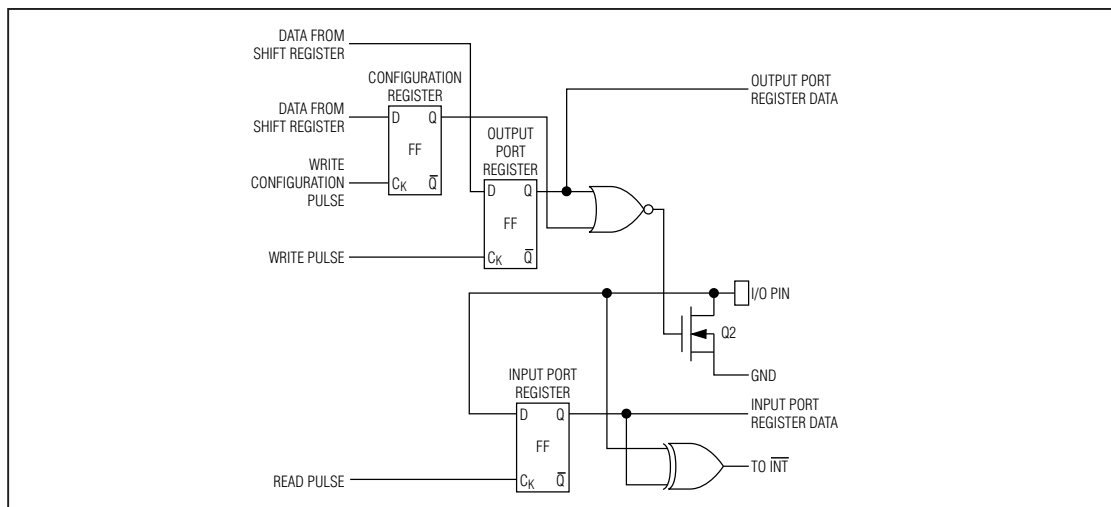 DATA FROM
SHIFT REGISTER
CONFIGURATION
REGISTER
OUTPUT PORT
REGISTER DATA
DATA FROM
SHIFT REGISTER
D Q
FF
CK Q̅
OUTPUT
PORT
REGISTER
WRITE
CONFIGURATION
PULSE
D Q
FF
CK Q̅
WRITE PULSE
I/O PIN
Q2
GND
INPUT PORT
REGISTER
D Q
FF
CK Q̅
INPUT PORT
REGISTER DATA
TO I̅N̅T̅
READ PULSE